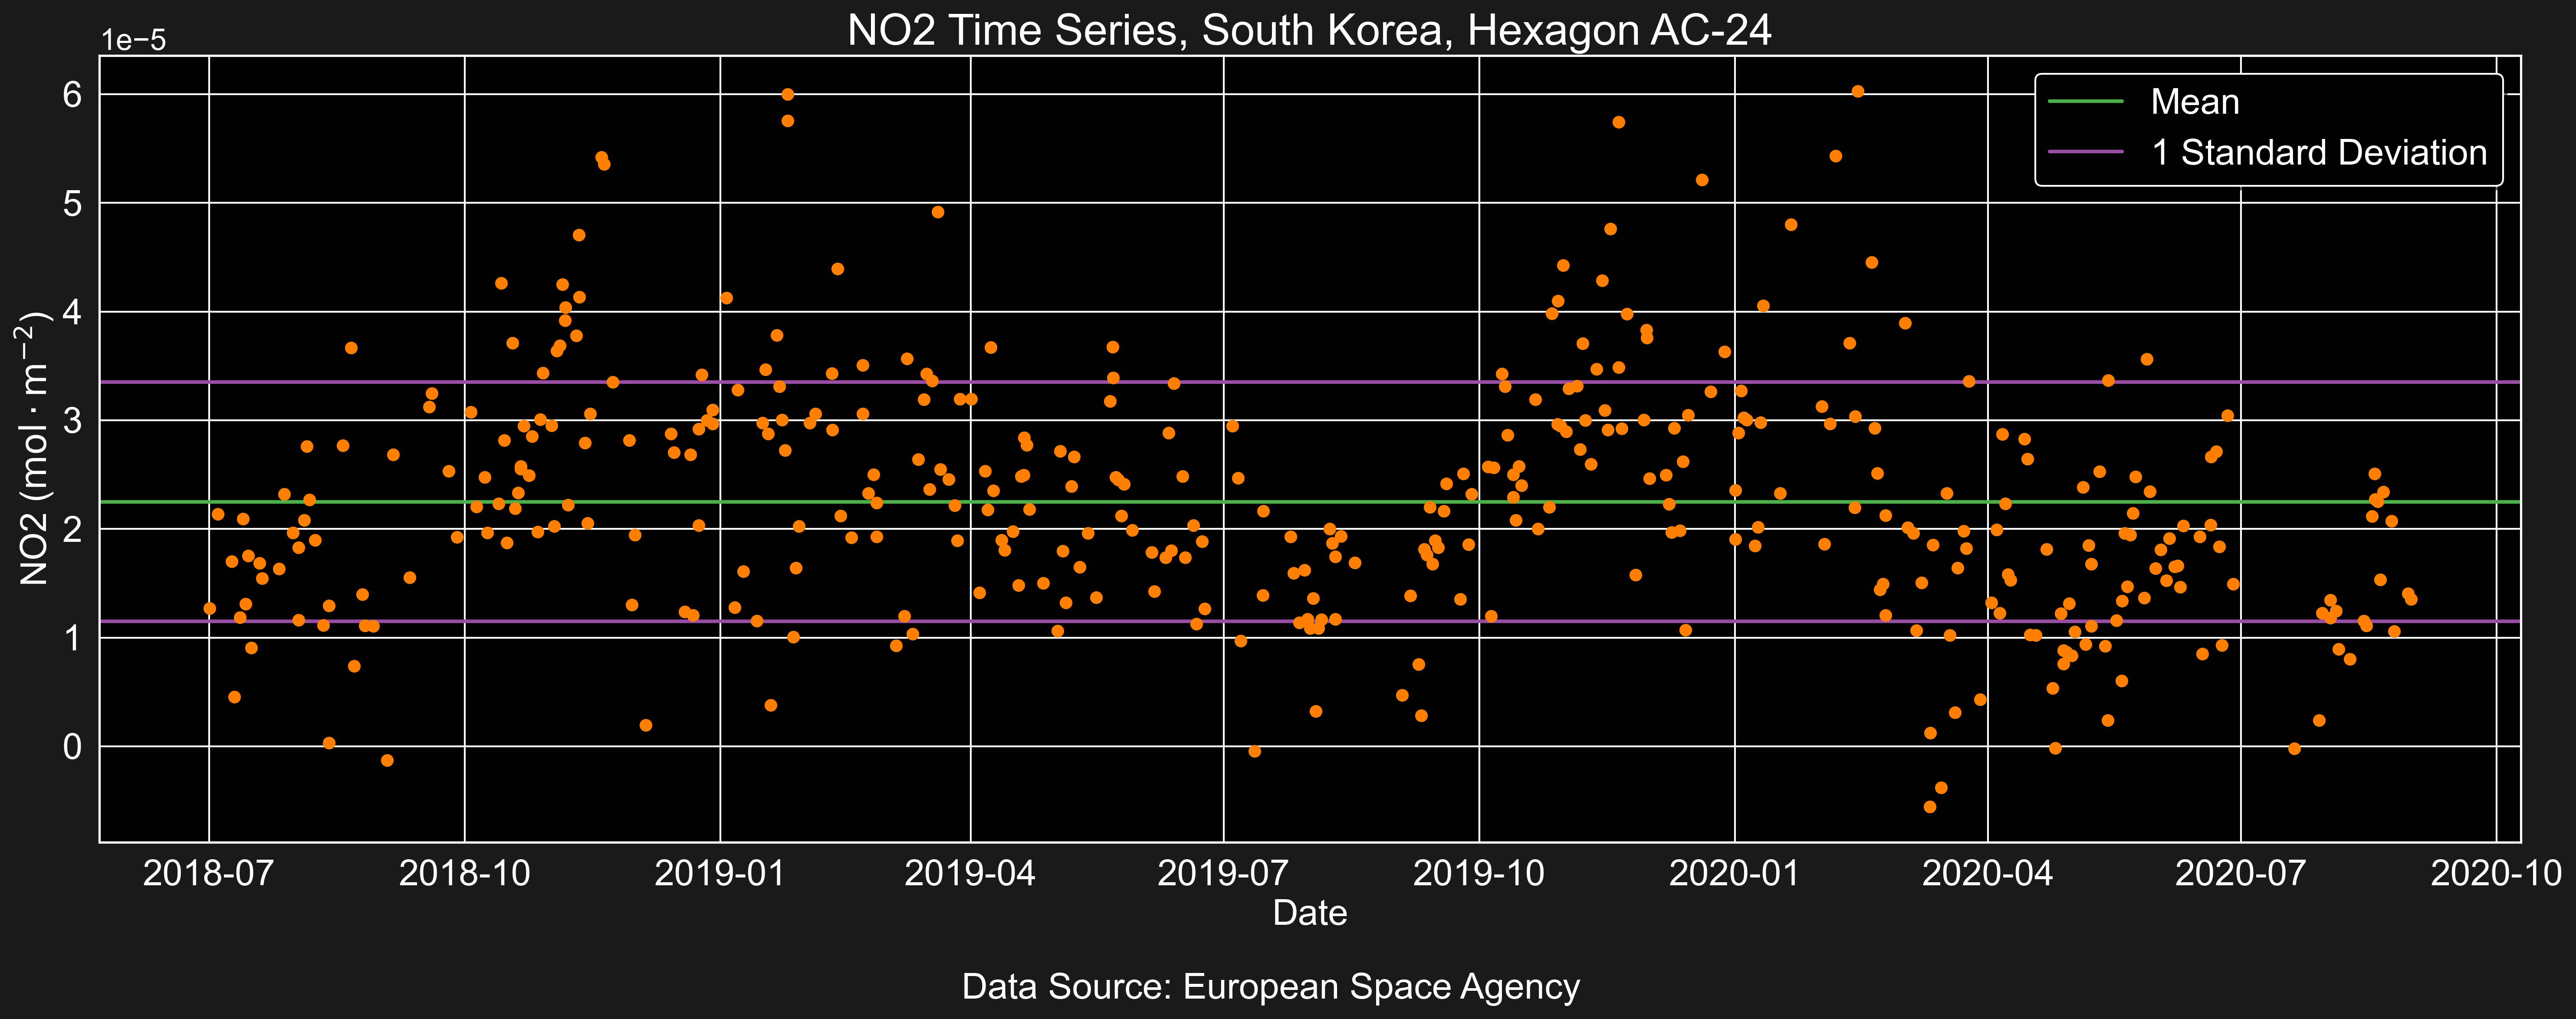 NO2 Time Series, South Korea, Hexagon AC-24
1e−5
Mean
1 Standard Deviation
6
5
4
3
2
1
0
NO2 (mol · m⁻²)
2018-07 2018-10 2019-01 2019-04 2019-07 2019-10 2020-01 2020-04 2020-07 2020-10
Date
Data Source: European Space Agency